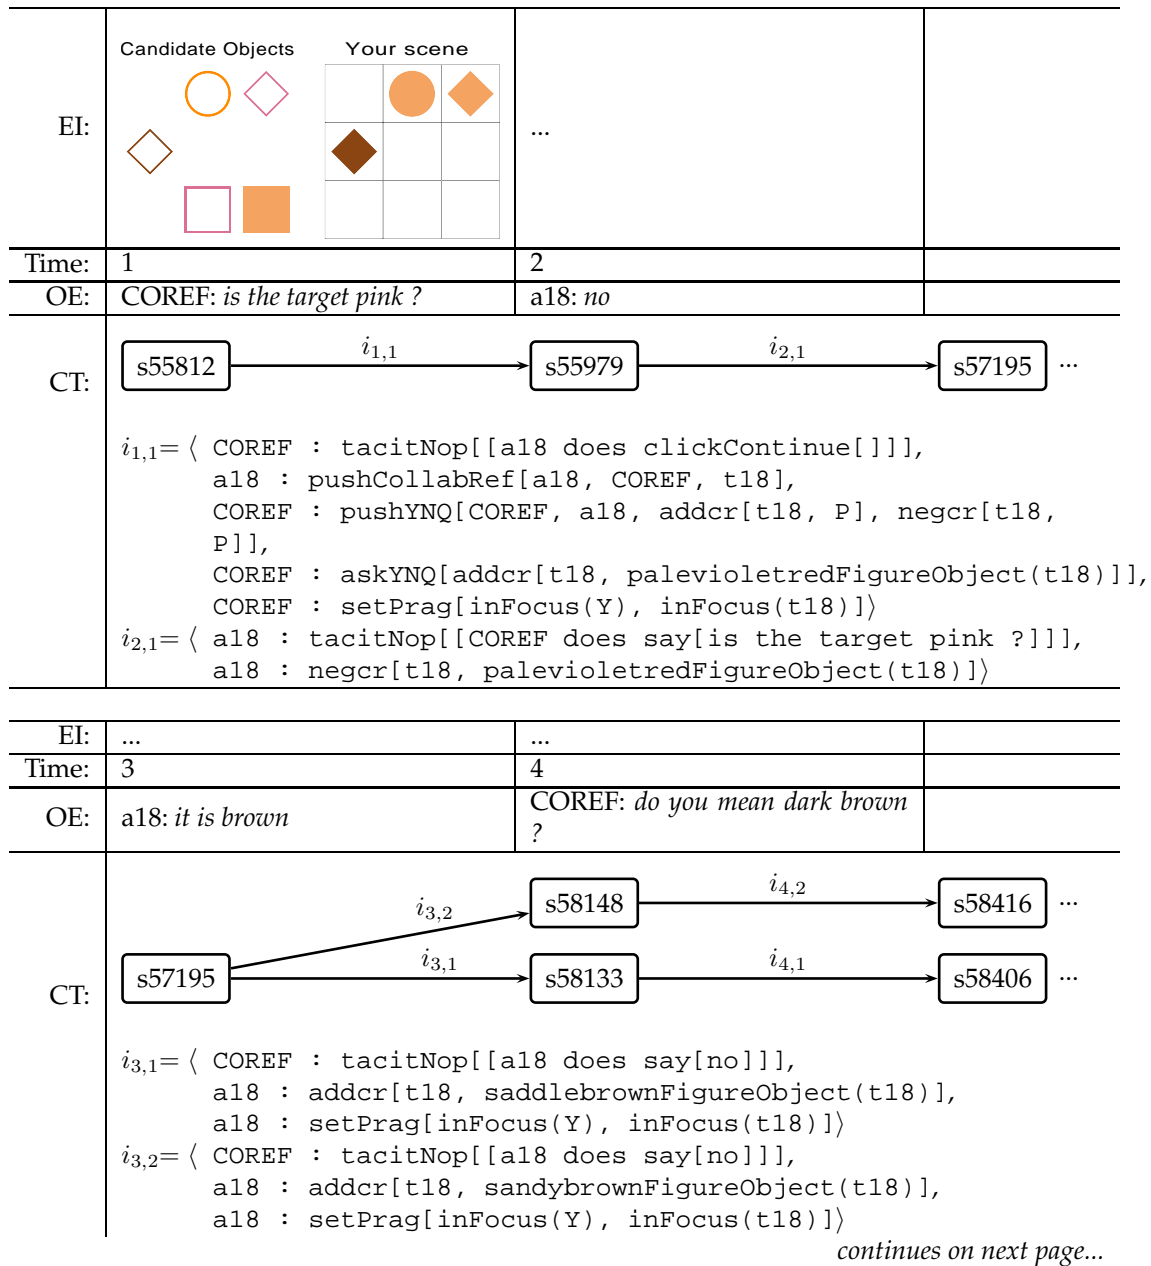 Candidate Objects Your scene
EI: ...
Time: 1 2
OE: COREF: is the target pink ? a18: no
i1,1 i2,1
CT: s55812 s55979 s57195 ...
i1,1=⟨ COREF : tacitNop[[a18 does clickContinue[]]],
a18 : pushCollabRef[a18, COREF, t18],
COREF : pushYNQ[COREF, a18, addcr[t18, P], negcr[t18,
P]],
COREF : askYNQ[addcr[t18, palevioletredFigureObject(t18)]],
COREF : setPrag[inFocus(Y), inFocus(t18)]⟩
i2,1=⟨ a18 : tacitNop[[COREF does say[is the target pink ?]]],
a18 : negcr[t18, palevioletredFigureObject(t18)]⟩
EI: ... ...
Time: 3 4
OE: a18: it is brown COREF: do you mean dark brown
?
i3,2 s58148 i4,2 s58416 ...
CT: s57195 i3,1 s58133 i4,1 s58406 ...
i3,1=⟨ COREF : tacitNop[[a18 does say[no]]],
a18 : addcr[t18, saddlebrownFigureObject(t18)],
a18 : setPrag[inFocus(Y), inFocus(t18)]⟩
i3,2=⟨ COREF : tacitNop[[a18 does say[no]]],
a18 : addcr[t18, sandybrownFigureObject(t18)],
a18 : setPrag[inFocus(Y), inFocus(t18)]⟩
continues on next page...